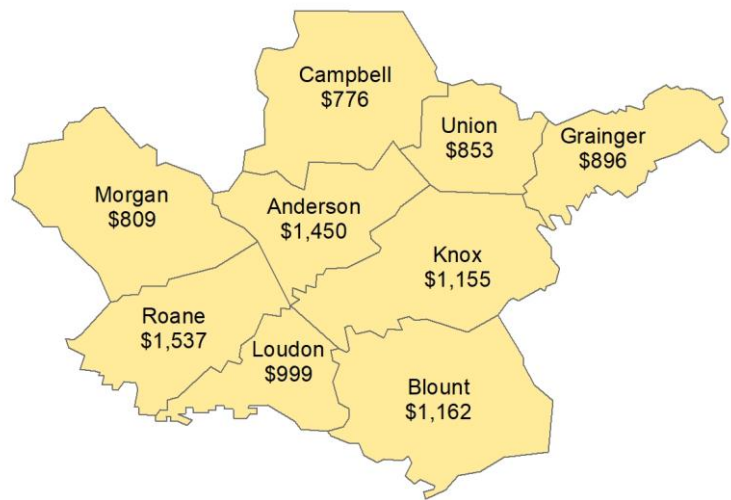 Campbell
$776
Union
$853
Grainger
$896
Morgan
$809
Anderson
$1,450
Knox
$1,155
Roane
$1,537
Loudon
$999
Blount
$1,162